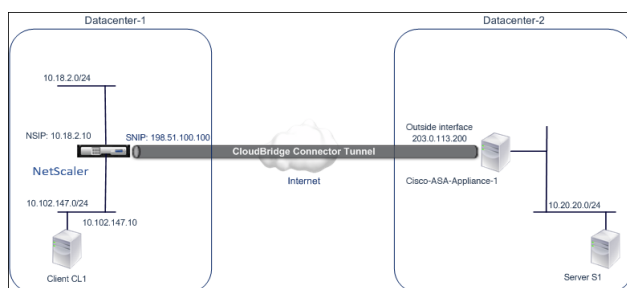 Datacenter-1
Datacenter-2
10.18.2.0/24
NSIP: 10.18.2.10
SNIP: 198.51.100.100
NetScaler
CloudBridge Connector Tunnel
Internet
Outside interface
203.0.113.200
Cisco-ASA-Appliance-1
10.102.147.0/24
10.102.147.10
Client CL1
10.20.20.0/24
Server S1